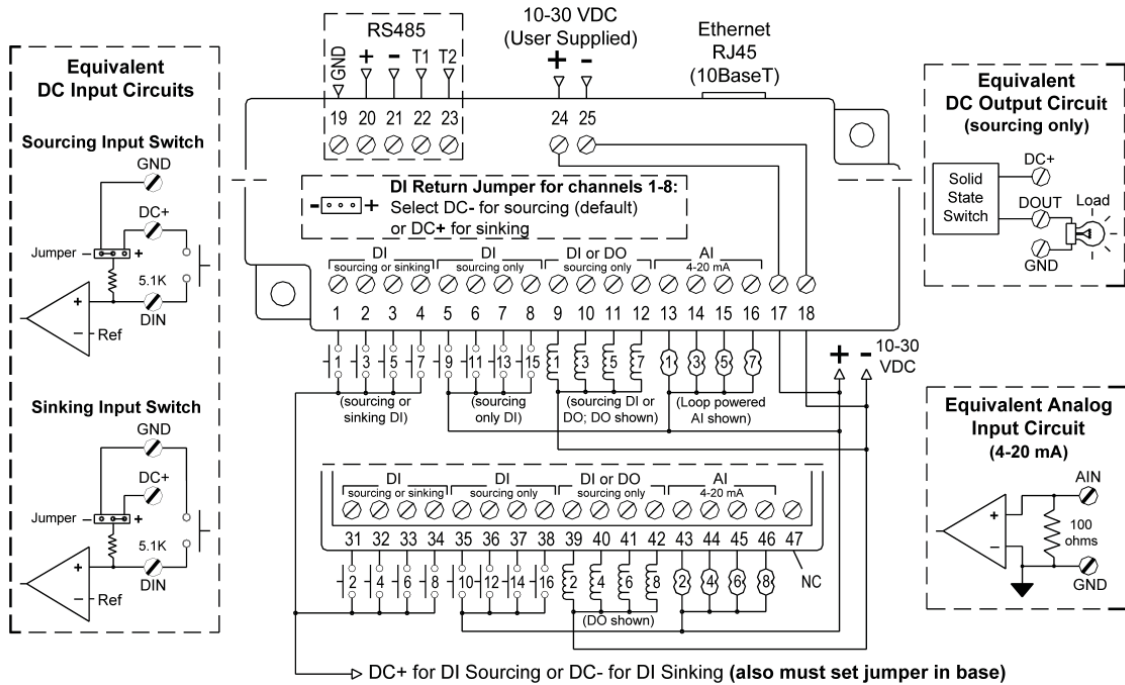 Equivalent
DC Input Circuits
Sourcing Input Switch
GND
DC+
Jumper
-
+
5.1K
+
DIN
-
Ref
Sinking Input Switch
GND
DC+
Jumper
-
+
5.1K
+
DIN
-
Ref
RS485
GND + - T1 T2
19 20 21 22 23
10-30 VDC
(User Supplied)
+ -
24 25
Ethernet
RJ45
(10BaseT)
- +
DI Return Jumper for channels 1-8:
Select DC- for sourcing (default)
or DC+ for sinking
DI DI DI or DO AI
sourcing or sinking sourcing only sourcing only 4-20 mA
1 2 3 4 5 6 7 8 9 10 11 12 13 14 15 16 17 18
1 3 5 7 9 11 13 15 1 3 5 7 1 3 5 7
+ - 10-30
VDC
(sourcing or
sinking DI)
(sourcing
only DI)
(sourcing DI or
DO; DO shown)
(Loop powered
AI shown)
DI DI DI or DO AI
sourcing or sinking sourcing only sourcing only 4-20 mA
31 32 33 34 35 36 37 38 39 40 41 42 43 44 45 46 47
2 4 6 8 10 12 14 16 2 4 6 8 2 4 6 8
NC
(DO shown)
DC+ for DI Sourcing or DC- for DI Sinking (also must set jumper in base)
Equivalent
DC Output Circuit
(sourcing only)
Solid
State
Switch
DC+
DOUT
Load
GND
Equivalent Analog
Input Circuit
(4-20 mA)
AIN
+
-
100
ohms
GND